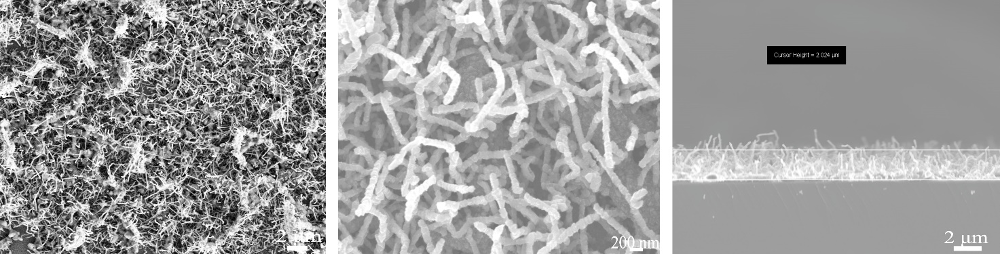 2 μm
200 nm
Cursor Height = 2.024 μm
2 μm